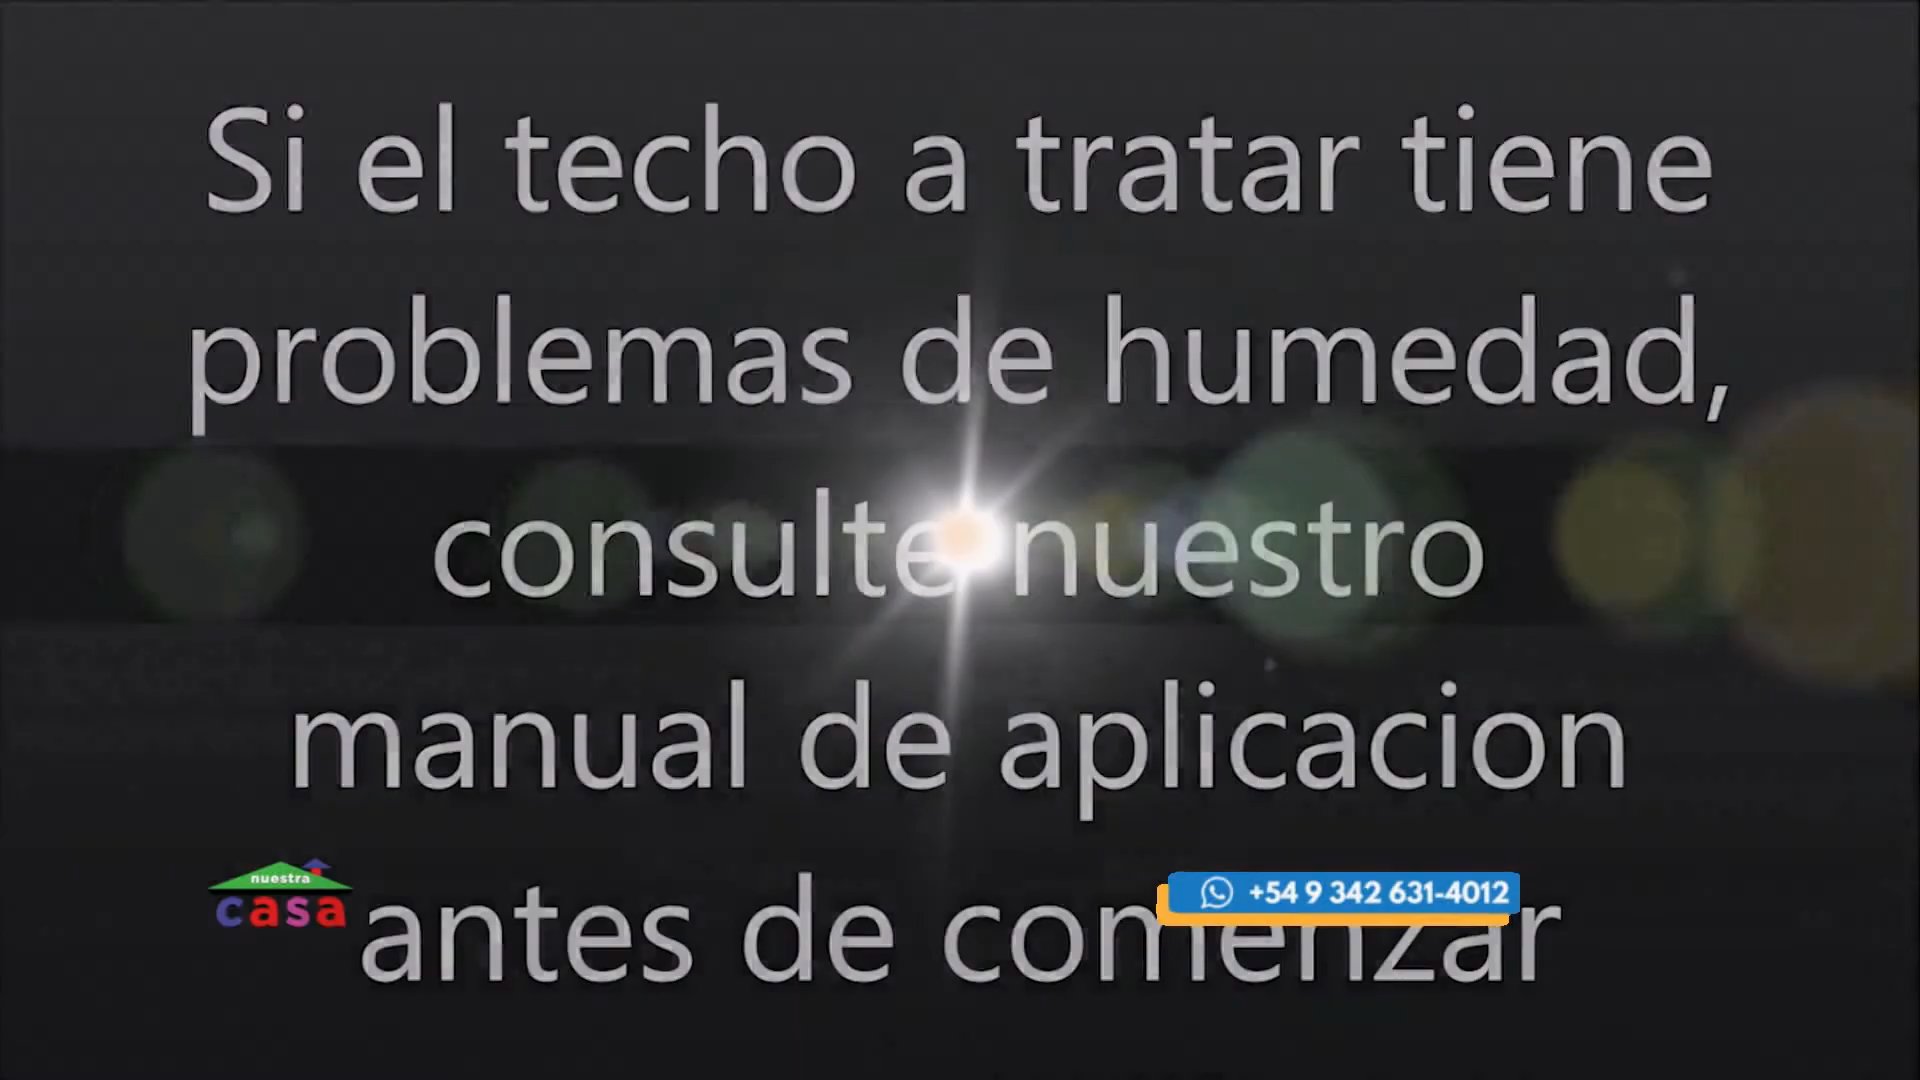 Si el techo a tratar tiene
problemas de humedad,
consulte nuestro
manual de aplicacion
antes de comenzar
nuestra
casa
+54 9 342 631-4012